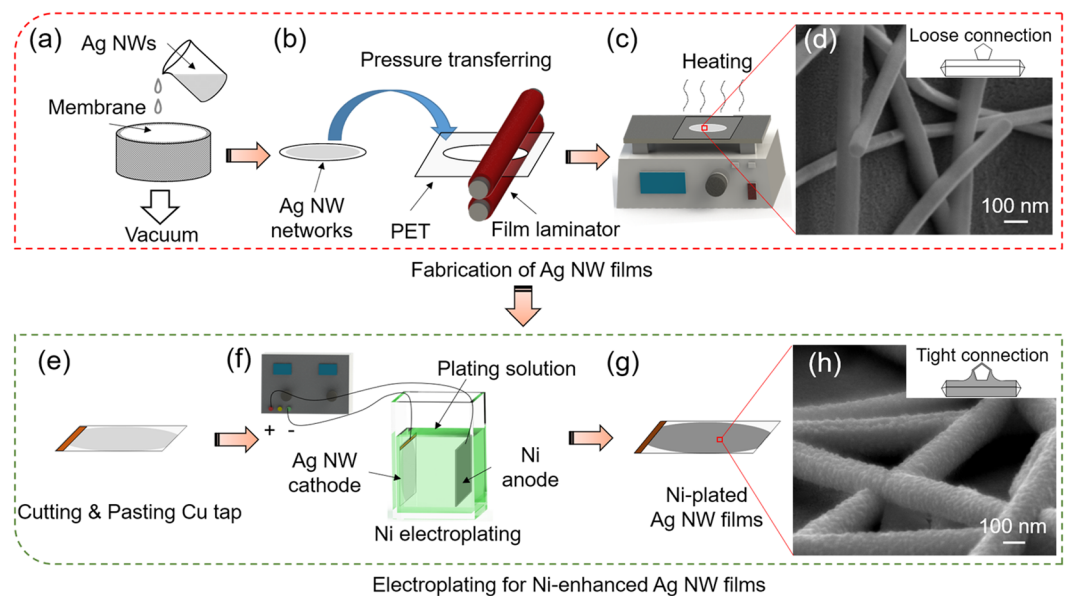 (a)
Ag NWs
Membrane
Vacuum
(b)
Pressure transferring
Ag NW
networks
PET
Film laminator
(c)
Heating
(d)
Loose connection
100 nm
Fabrication of Ag NW films
(e)
Cutting & Pasting Cu tap
(f)
+ -
Plating solution
Ag NW
cathode
Ni
anode
Ni electroplating
(g)
Ni-plated
Ag NW films
(h)
Tight connection
100 nm
Electroplating for Ni-enhanced Ag NW films